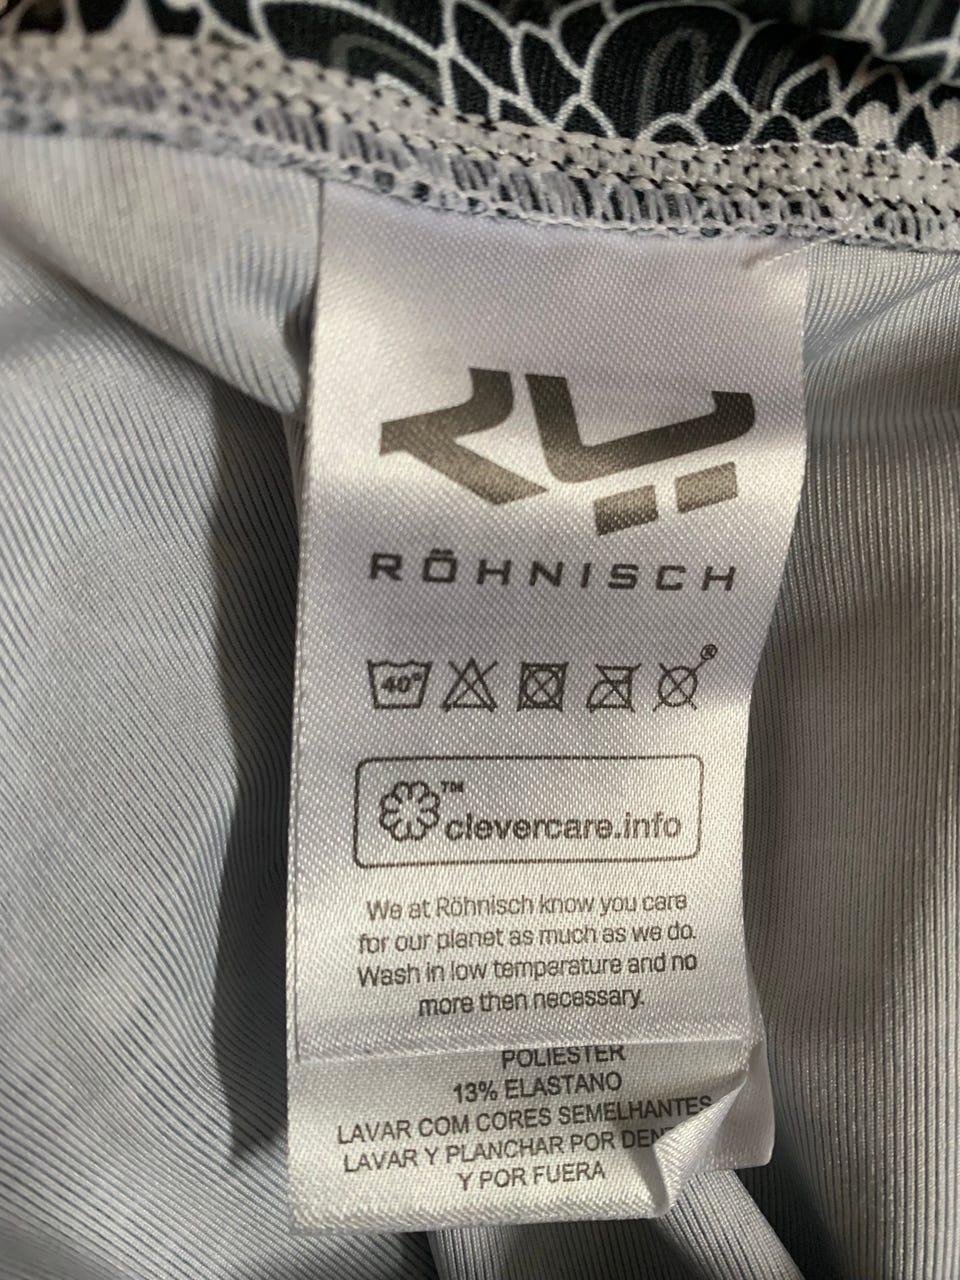 RÖHNISCH
40°
®
™
clevercare.info
We at Röhnisch know you care
for our planet as much as we do.
Wash in low temperature and no
more then necessary.
POLIESTER
13% ELASTANO
LAVAR COM CORES SEMELHANTES
LAVAR Y PLANCHAR POR DEN
Y POR FUERA